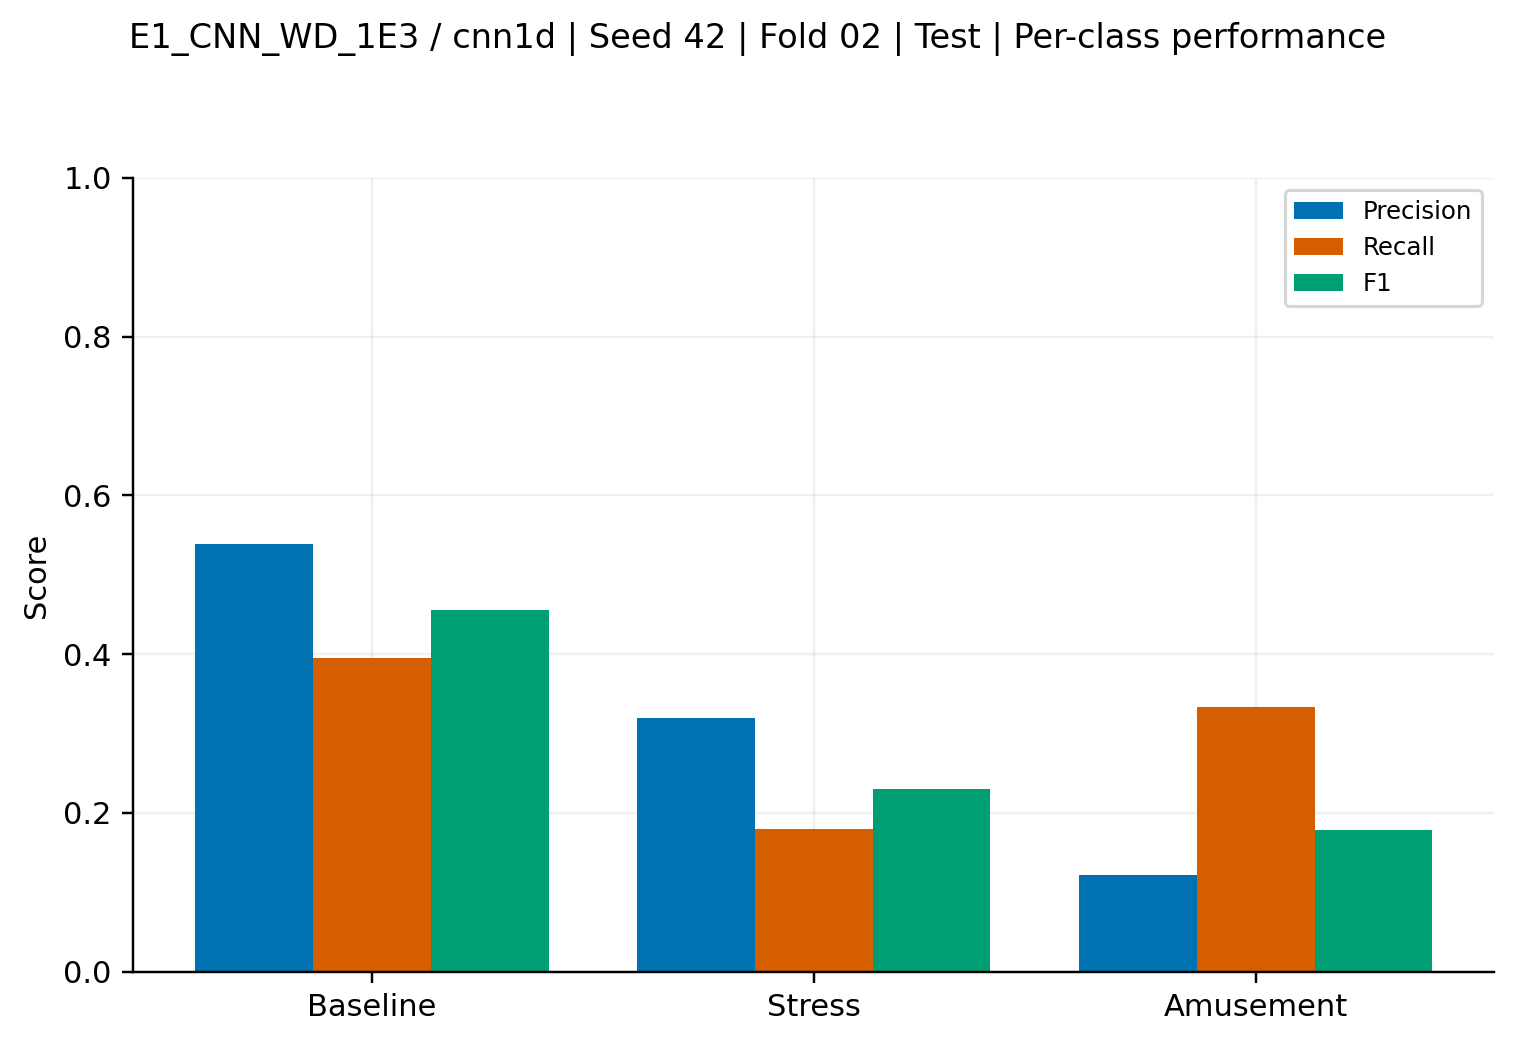 E1_CNN_WD_1E3 / cnn1d | Seed 42 | Fold 02 | Test | Per-class performance
1.0
0.8
0.6
0.4
0.2
0.0
Score
Precision
Recall
F1
Baseline
Stress
Amusement